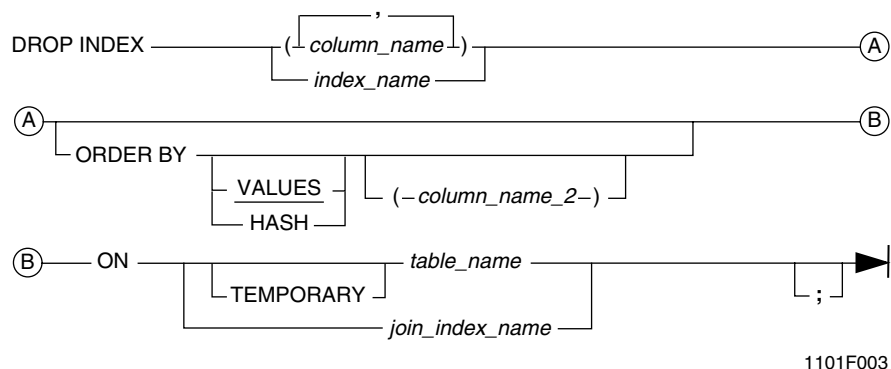 ,
DROP INDEX ( column_name ) A
index_name
A B
ORDER BY
VALUES ( column_name_2 )
HASH
B ON table_name
TEMPORARY ;
join_index_name
1101F003